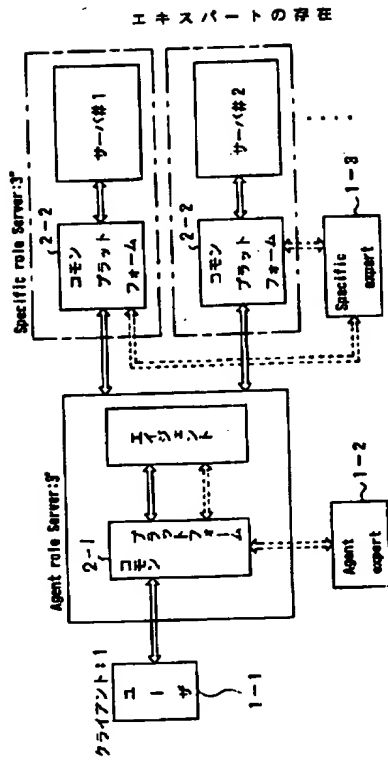 エキスパートの存在
クライアント:1
ユーザ
1-1
Agent role Server:3'
2-1
コモン
プラットフォーム
エージェント
Agent
expert
1-2
Specific role Server:3"
2-2
コモン
プラット
フォーム
サーバ#1
2-2
コモン
プラット
フォーム
サーバ#2
Specific
expert
1-3